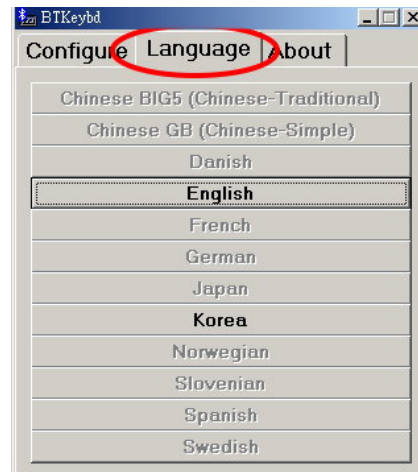 BTKeybd
Configure Language About
Chinese BIG5 (Chinese-Traditional)
Chinese GB (Chinese-Simple)
Danish
English
French
German
Japan
Korea
Norwegian
Slovenian
Spanish
Swedish